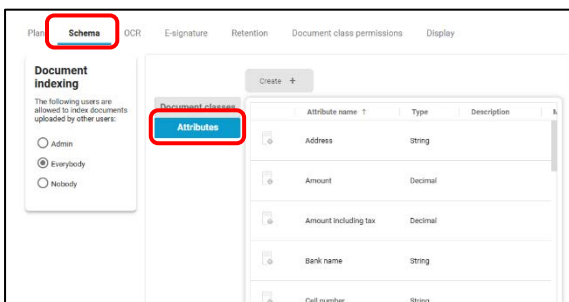 Plan Schema OCR E-signature Retention Document class permissions Display
Document
indexing
The following users are
allowed to index documents
uploaded by other users:
Admin
Everybody
Nobody
Create +
Document classes
Attributes
Attribute name ↑ Type Description
Address String
Amount Decimal
Amount including tax Decimal
Bank name String
Cell number String